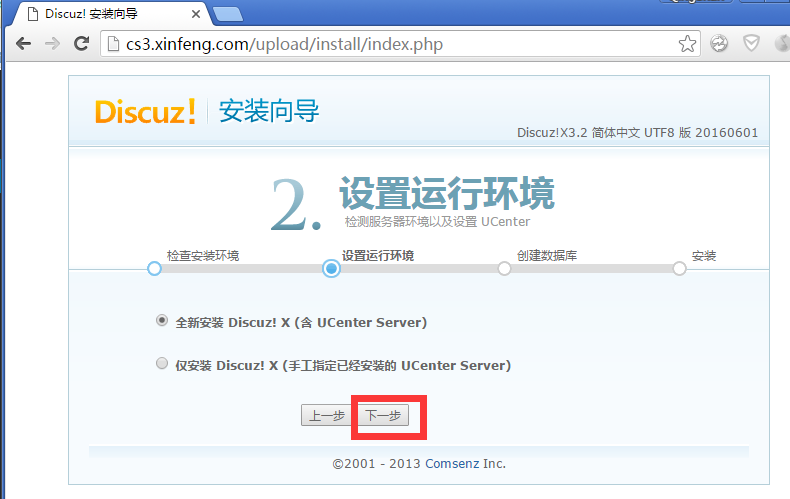 Discuz! 安装向导
cs3.xinfeng.com/upload/install/index.php
Discuz! 安装向导
Discuz!X3.2 简体中文 UTF8 版 20160601
2. 设置运行环境
检测服务器环境以及设置 UCenter
检查安装环境 设置运行环境 创建数据库 安装
全新安装 Discuz! X (含 UCenter Server)
仅安装 Discuz! X (手工指定已经安装的 UCenter Server)
上一步 下一步
©2001 - 2013 Comsenz Inc.